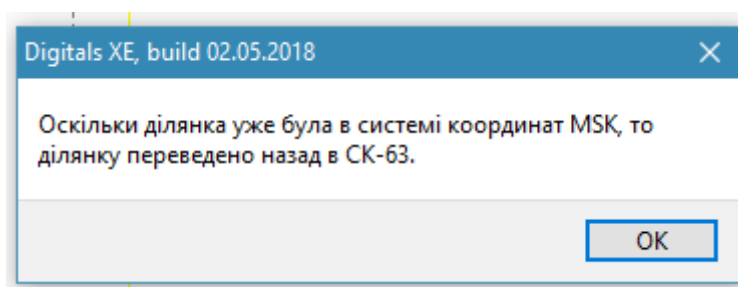 Digitals XE, build 02.05.2018
Оскільки ділянка уже була в системі координат MSK, то
ділянку переведено назад в СК-63.
OK